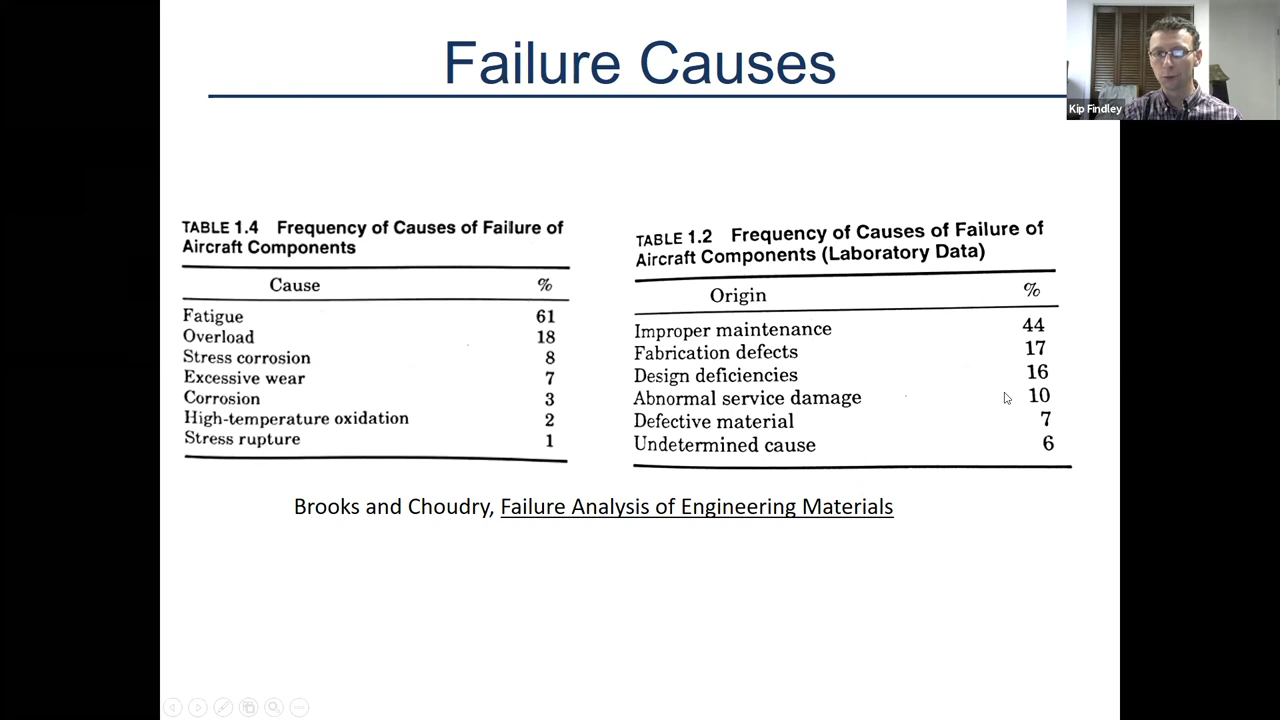 Failure Causes
Kip Findley
TABLE 1.4 Frequency of Causes of Failure of
Aircraft Components
Cause %
Fatigue 61
Overload 18
Stress corrosion 8
Excessive wear 7
Corrosion 3
High-temperature oxidation 2
Stress rupture 1
TABLE 1.2 Frequency of Causes of Failure of
Aircraft Components (Laboratory Data)
Origin %
Improper maintenance 44
Fabrication defects 17
Design deficiencies 16
Abnormal service damage 10
Defective material 7
Undetermined cause 6
Brooks and Choudry, Failure Analysis of Engineering Materials